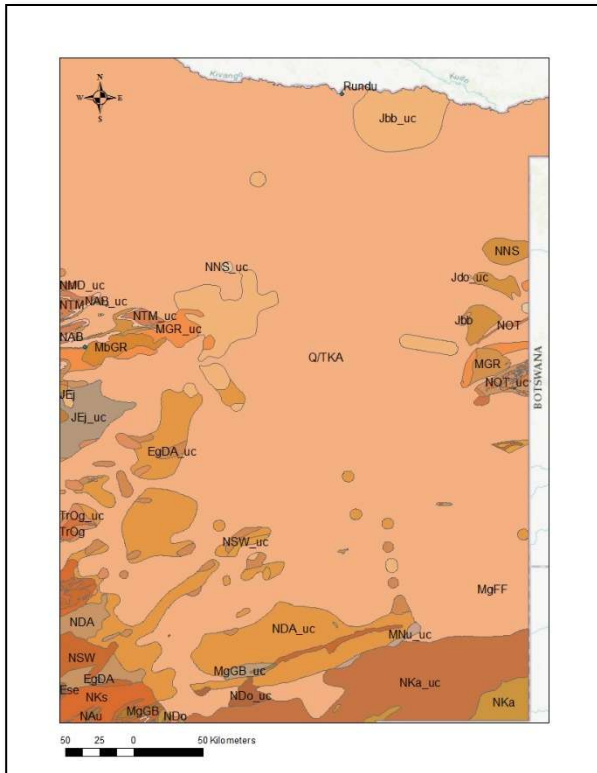 Kivango
Kuito
Rundu
N
W E
S
Jbb_uc
NNS
NNS_uc
Jdo_uc
NMD_uc
NAB_uc
NTM
NTM_uc
MGR_uc
Jbb
NOT
NAB
MbGR
Q/TKA
MGR
NOT_uc
BOTSWANA
JEj
JEj_uc
EgDA_uc
TrOg_uc
TrOg
NSW_uc
MgFF
NDA
NDA_uc
MNu_uc
NSW
MgGB_uc
EgDA
Ese
NKs
NDo_uc
NKa_uc
NKa
NAu
MgGB
NDo
50 25 0 50 Kilometers